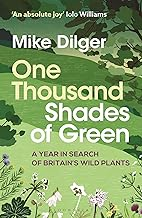 'An absolute joy' Iolo Williams
Mike Dilger
One
Thousand
Shades
of Green
A YEAR IN SEARCH
OF BRITAIN'S WILD PLANTS